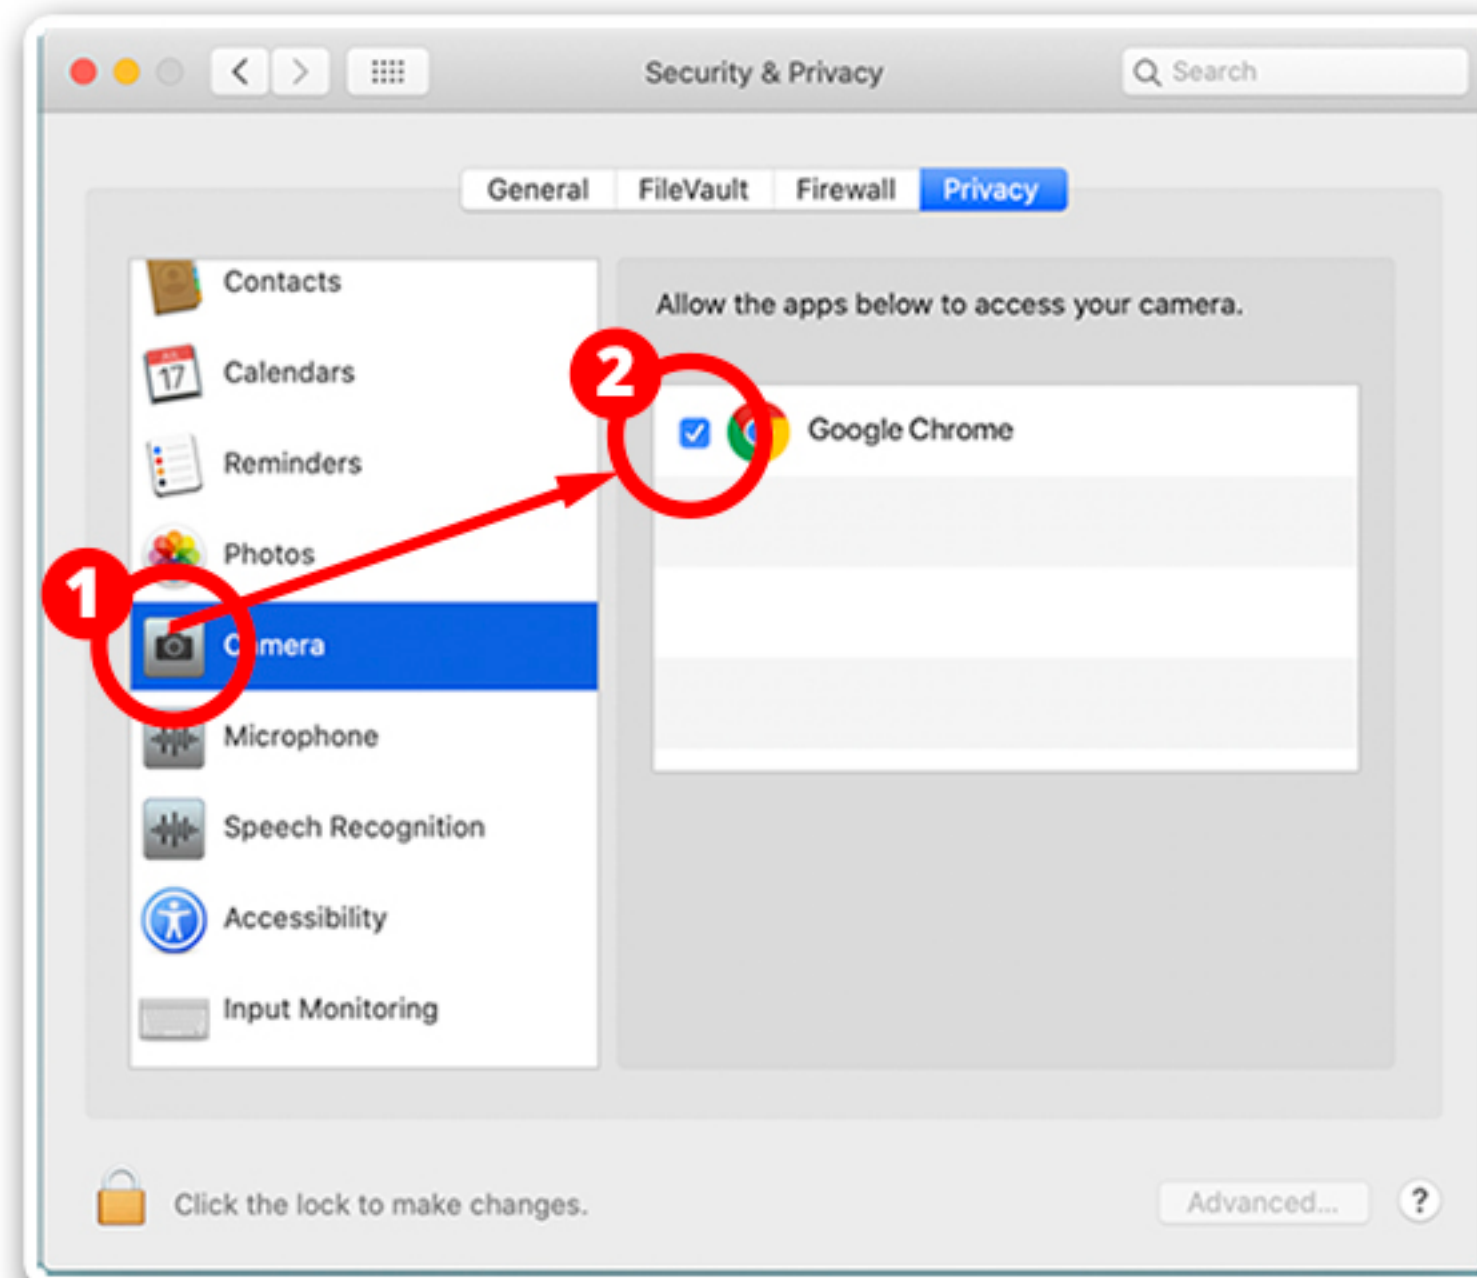 Security & Privacy
Search
General FileVault Firewall Privacy
Contacts
Allow the apps below to access your camera.
17
Calendars
2
Google Chrome
Reminders
Photos
1
Camera
Microphone
Speech Recognition
Accessibility
Input Monitoring
Click the lock to make changes.
Advanced...
?